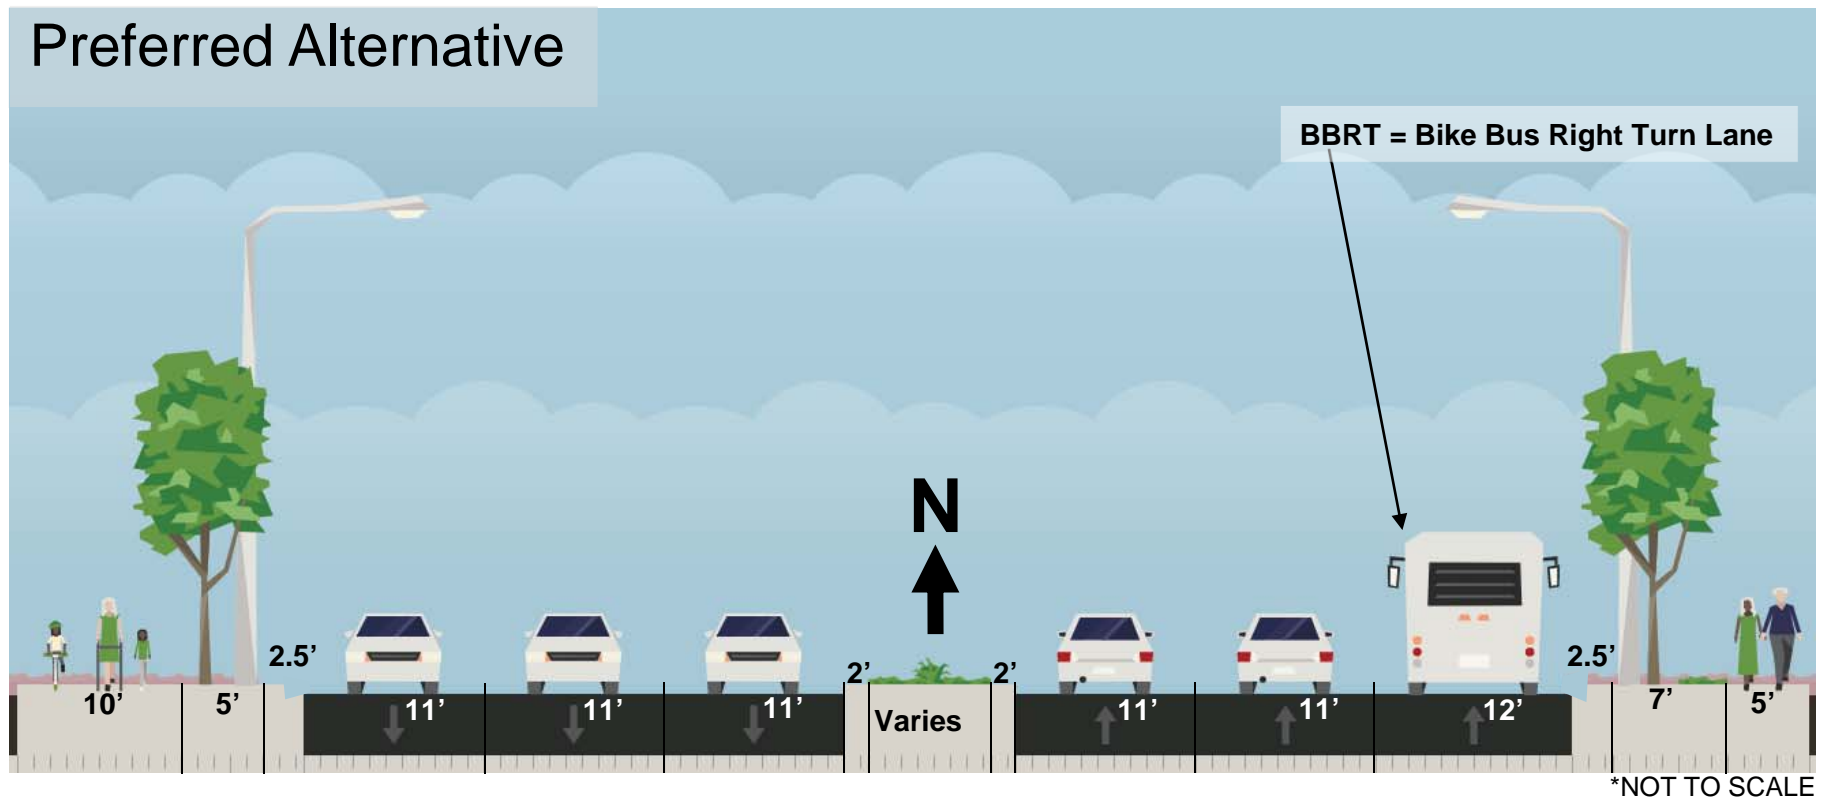 Preferred Alternative
BBRT = Bike Bus Right Turn Lane
N
2.5’
2’
2’
2.5’
10’
5’
11’
11’
11’
Varies
11’
11’
12’
7’
5’
*NOT TO SCALE